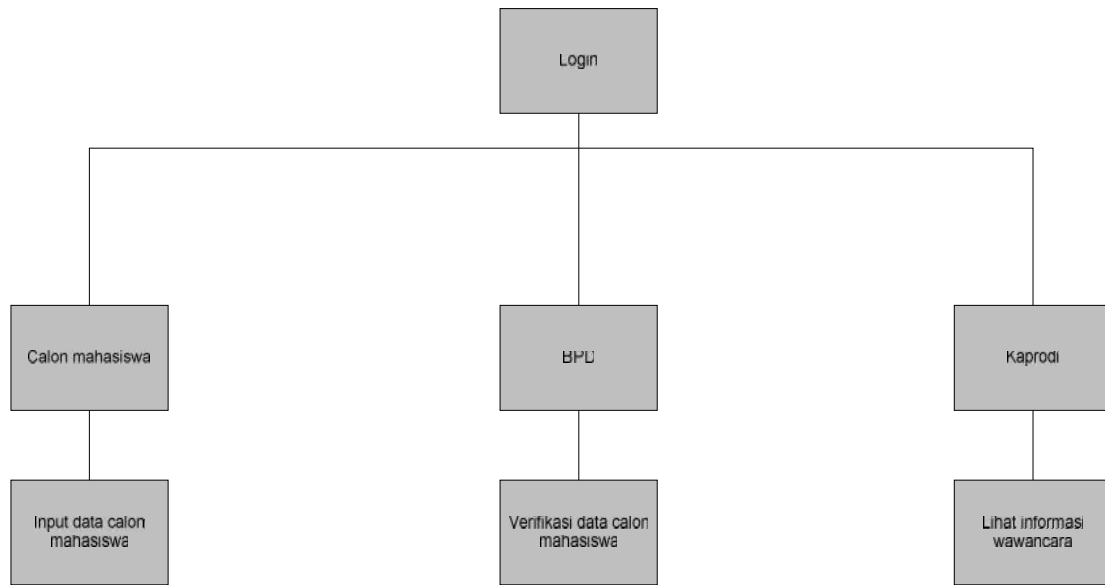 Login
Calon mahasiswa
BPD
Kaprodi
Input data calon
mahasiswa
Verifikasi data calon
mahasiswa
Lihat informasi
wawancara